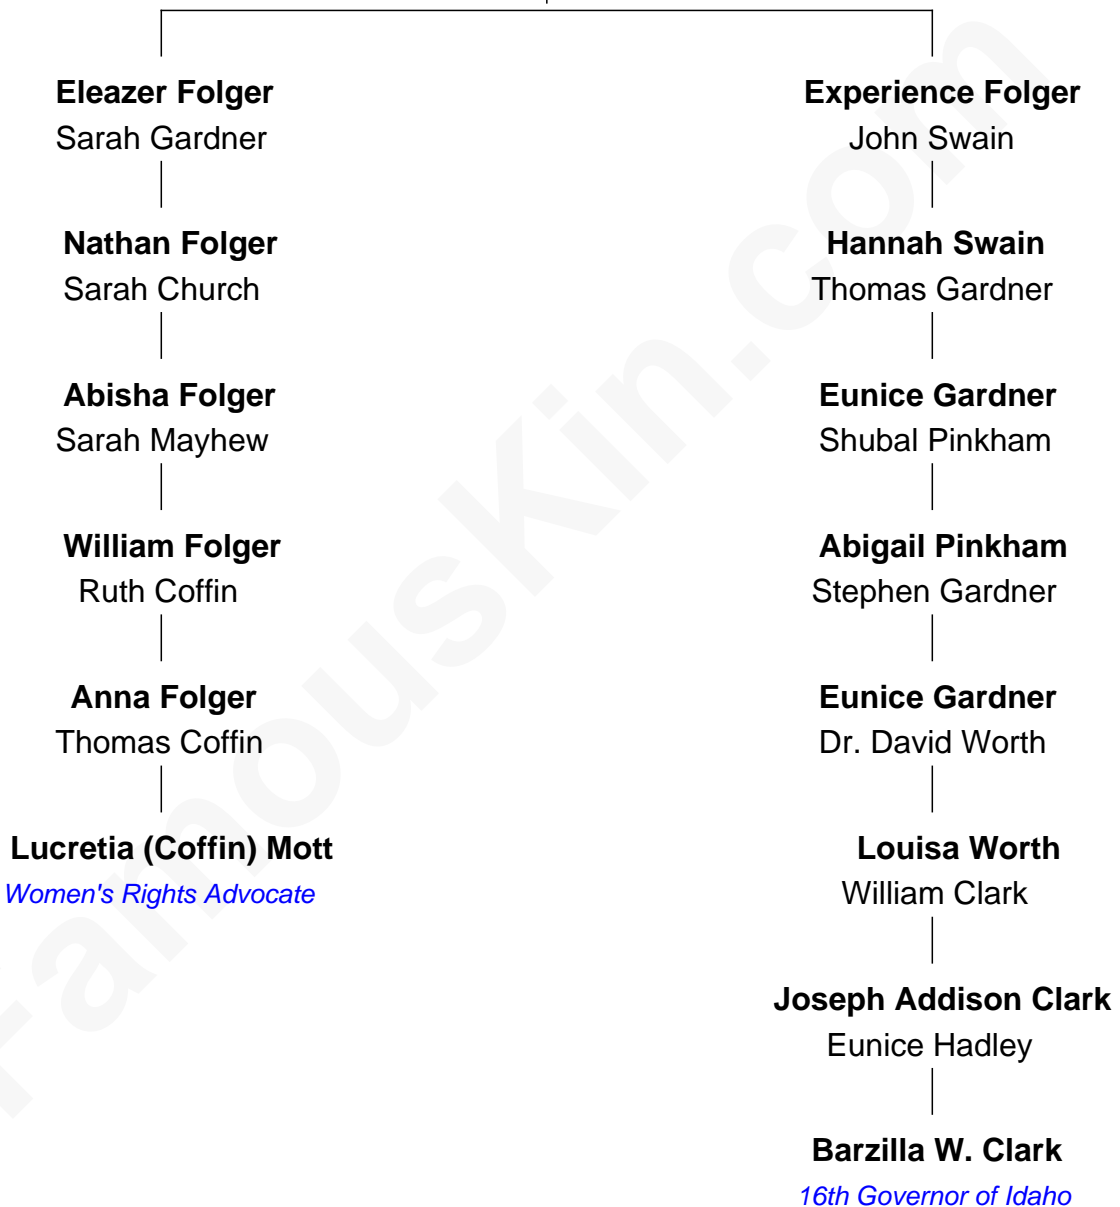 Eleazer Folger
Sarah Gardner
Nathan Folger
Sarah Church
Abisha Folger
Sarah Mayhew
William Folger
Ruth Coffin
Anna Folger
Thomas Coffin
Lucretia (Coffin) Mott
Women's Rights Advocate
Experience Folger
John Swain
Hannah Swain
Thomas Gardner
Eunice Gardner
Shubal Pinkham
Abigail Pinkham
Stephen Gardner
Eunice Gardner
Dr. David Worth
Louisa Worth
William Clark
Joseph Addison Clark
Eunice Hadley
Barzilla W. Clark
16th Governor of Idaho
FamousKin.com